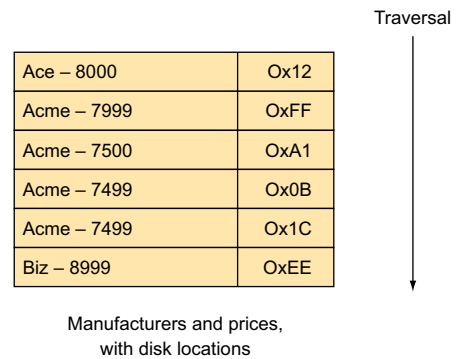 Traversal
Ace – 8000 Ox12
Acme – 7999 OxFF
Acme – 7500 OxA1
Acme – 7499 Ox0B
Acme – 7499 Ox1C
Biz – 8999 OxEE
Manufacturers and prices,
with disk locations